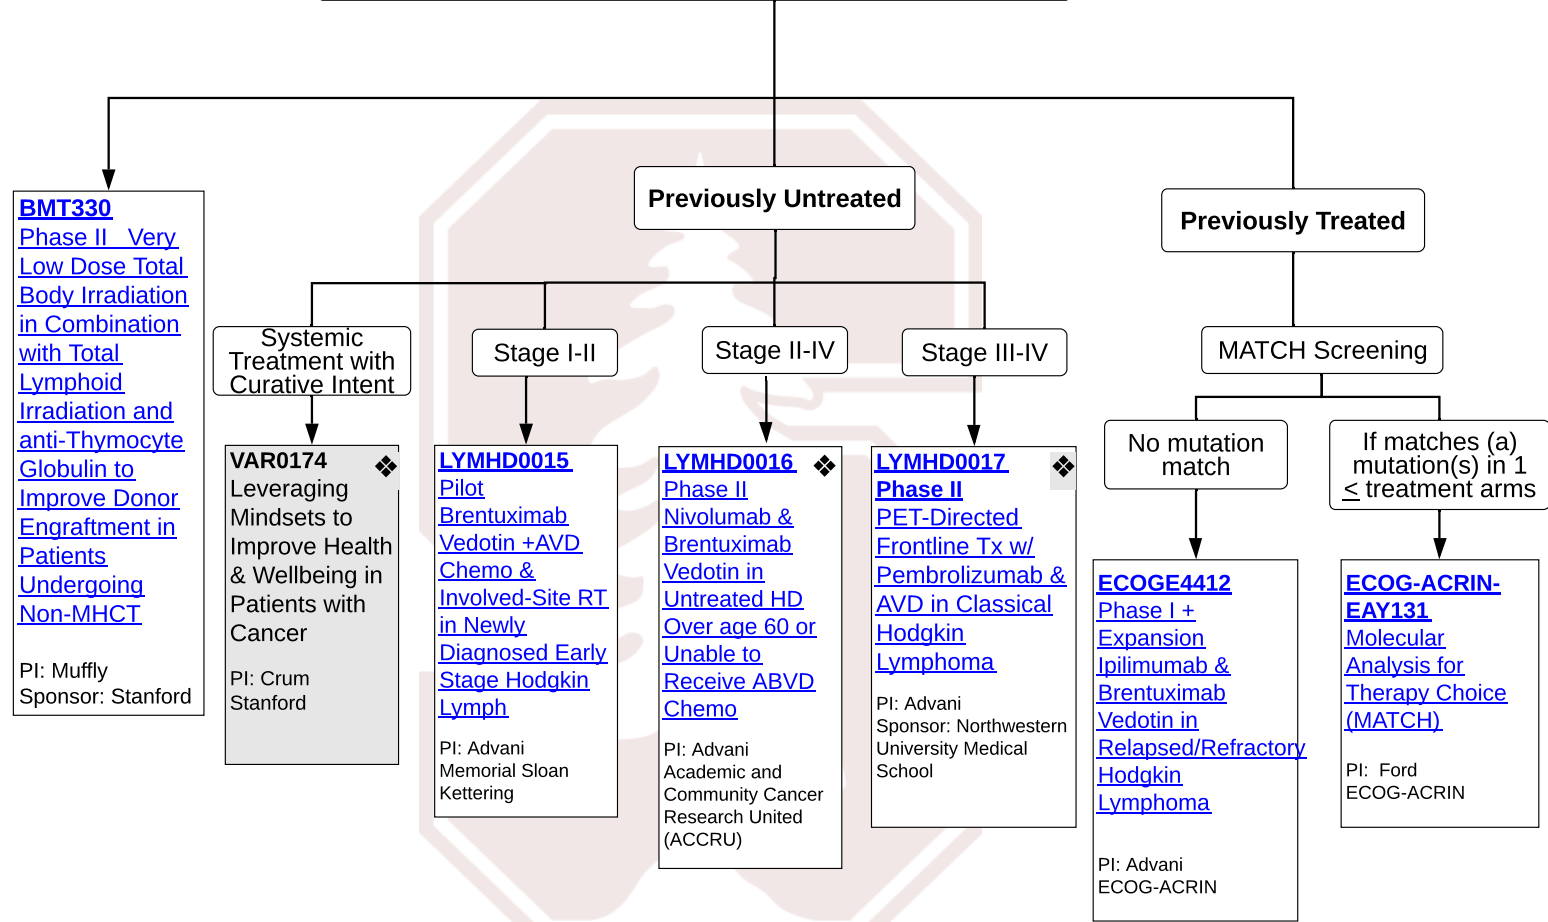 BMT330
Phase II   Very
Low Dose Total
Body Irradiation
in Combination
with Total
Lymphoid
Irradiation and
anti-Thymocyte
Globulin to
Improve Donor
Engraftment in
Patients
Undergoing
Non-MHCT
PI: Muffly
Sponsor: Stanford
Previously Untreated
Systemic
Treatment with
Curative Intent
VAR0174 ❖
Leveraging
Mindsets to
Improve Health
& Wellbeing in
Patients with
Cancer
PI: Crum
Stanford
Stage I-II
LYMHD0015
Pilot
Brentuximab
Vedotin +AVD
Chemo &
Involved-Site RT
in Newly
Diagnosed Early
Stage Hodgkin
Lymph
PI: Advani
Memorial Sloan
Kettering
Stage II-IV
LYMHD0016 ❖
Phase II
Nivolumab &
Brentuximab
Vedotin in
Untreated HD
Over age 60 or
Unable to
Receive ABVD
Chemo
PI: Advani
Academic and
Community Cancer
Research United
(ACCRU)
Stage III-IV
LYMHD0017 ❖
Phase II
PET-Directed
Frontline Tx w/
Pembrolizumab &
AVD in Classical
Hodgkin
Lymphoma
PI: Advani
Sponsor: Northwestern
University Medical
School
Previously Treated
MATCH Screening
No mutation
match
ECOGE4412
Phase I +
Expansion
Ipilimumab &
Brentuximab
Vedotin in
Relapsed/Refractory
Hodgkin
Lymphoma
PI: Advani
ECOG-ACRIN
If matches (a)
mutation(s) in 1
< treatment arms
ECOG-ACRIN-
EAY131
Molecular
Analysis for
Therapy Choice
(MATCH)
PI:  Ford
ECOG-ACRIN